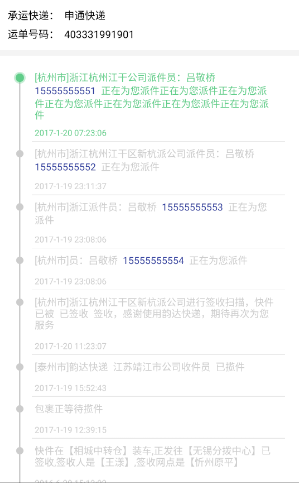 承运快递： 申通快递
运单号码： 403331991901
[杭州市]浙江杭州江干公司派件员：吕敬桥
15555555551 正在为您派件正在为您派件正在为您派
件正在为您派件正在为您派件正在为您派件正在为您派
件
2017-1-20 07:23:06
[杭州市]浙江杭州江干区新杭派公司派件员：吕敬桥
15555555552 正在为您派件
2017-1-19 23:11:37
[杭州市]浙江派件员：吕敬桥 15555555553 正在为您
派件
2017-1-19 23:08:06
[杭州市]员：吕敬桥 15555555554 正在为您派件
2017-1-19 23:08:06
[杭州市]浙江杭州江干区新杭派公司进行签收扫描，快件
已被 已签收 签收，感谢使用韵达快递，期待再次为您
服务
2017-1-20 11:23:07
[泰州市]韵达快递 江苏靖江市公司收件员 已揽件
2017-1-19 15:52:43
包裹正等待揽件
2017-1-19 12:39:15
快件在【相城中转仓】装车,正发往【无锡分拨中心】已
签收,签收人是【王漾】,签收网点是【忻州原平】